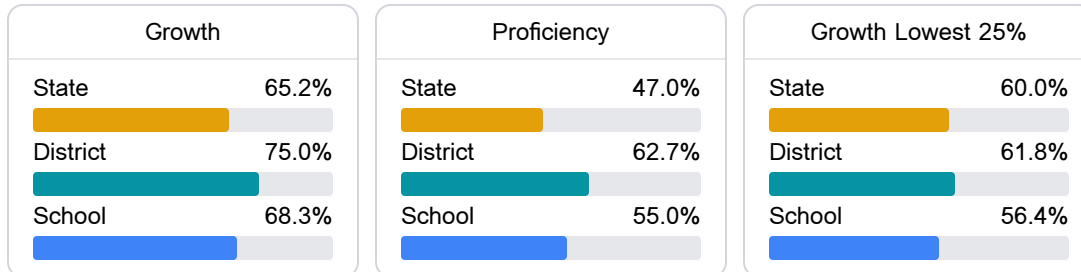 Growth
State 65.2%
District 75.0%
School 68.3%
Proficiency
State 47.0%
District 62.7%
School 55.0%
Growth Lowest 25%
State 60.0%
District 61.8%
School 56.4%